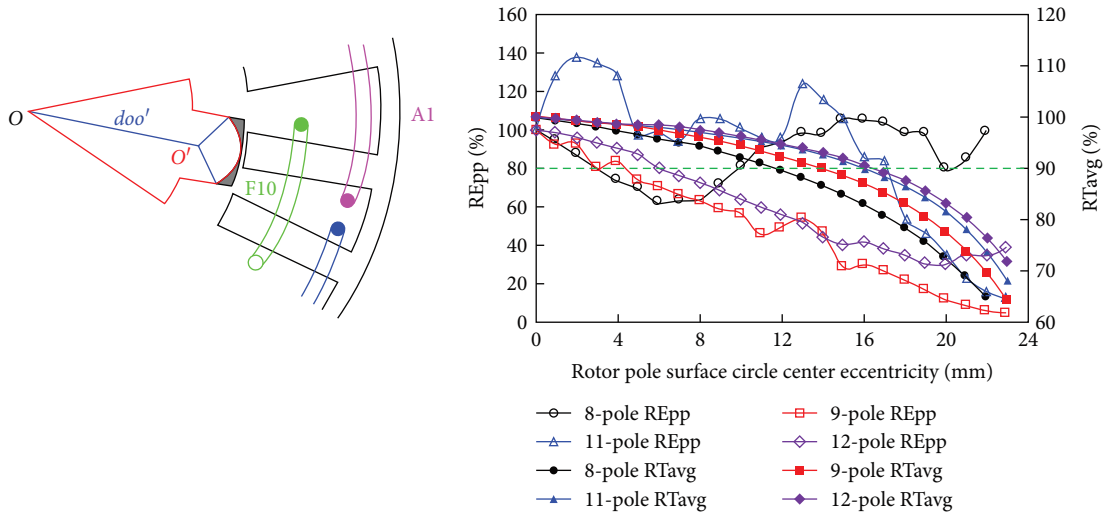 O
doo′
O′
F10
A1
160
140
120
100
80
60
40
20
0
REpp (%)
120
110
100
90
80
70
60
RTavg (%)
0 4 8 12 16 20 24
Rotor pole surface circle center eccentricity (mm)
8-pole REpp 9-pole REpp
11-pole REpp 12-pole REpp
8-pole RTavg 9-pole RTavg
11-pole RTavg 12-pole RTavg